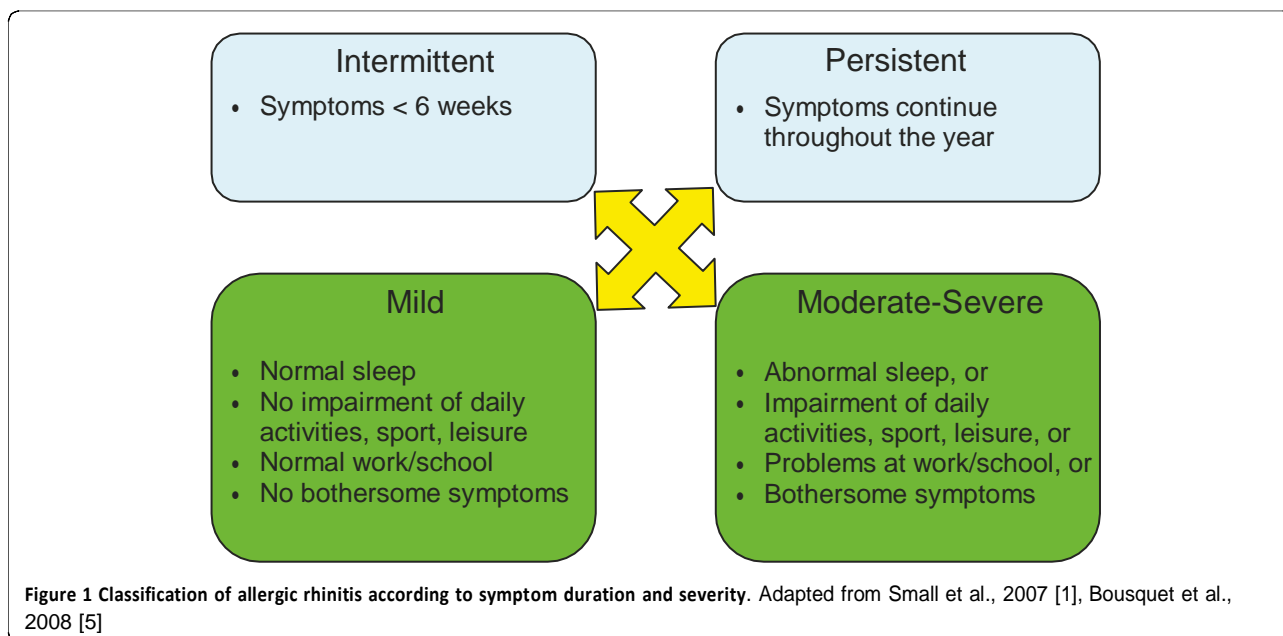 Intermittent
• Symptoms < 6 weeks
Persistent
• Symptoms continue
throughout the year
Mild
• Normal sleep
• No impairment of daily
activities, sport, leisure
• Normal work/school
• No bothersome symptoms
Moderate-Severe
• Abnormal sleep, or
• Impairment of daily
activities, sport, leisure, or
• Problems at work/school, or
• Bothersome symptoms
Figure 1 Classification of allergic rhinitis according to symptom duration and severity. Adapted from Small et al., 2007 [1], Bousquet et al.,
2008 [5]